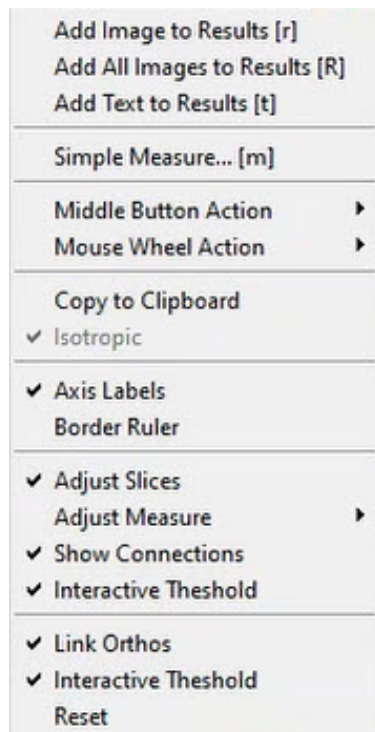 Add Image to Results [r]
Add All Images to Results [R]
Add Text to Results [t]
Simple Measure... [m]
Middle Button Action
Mouse Wheel Action
Copy to Clipboard
Isotropic
Axis Labels
Border Ruler
Adjust Slices
Adjust Measure
Show Connections
Interactive Theshold
Link Orthos
Interactive Theshold
Reset